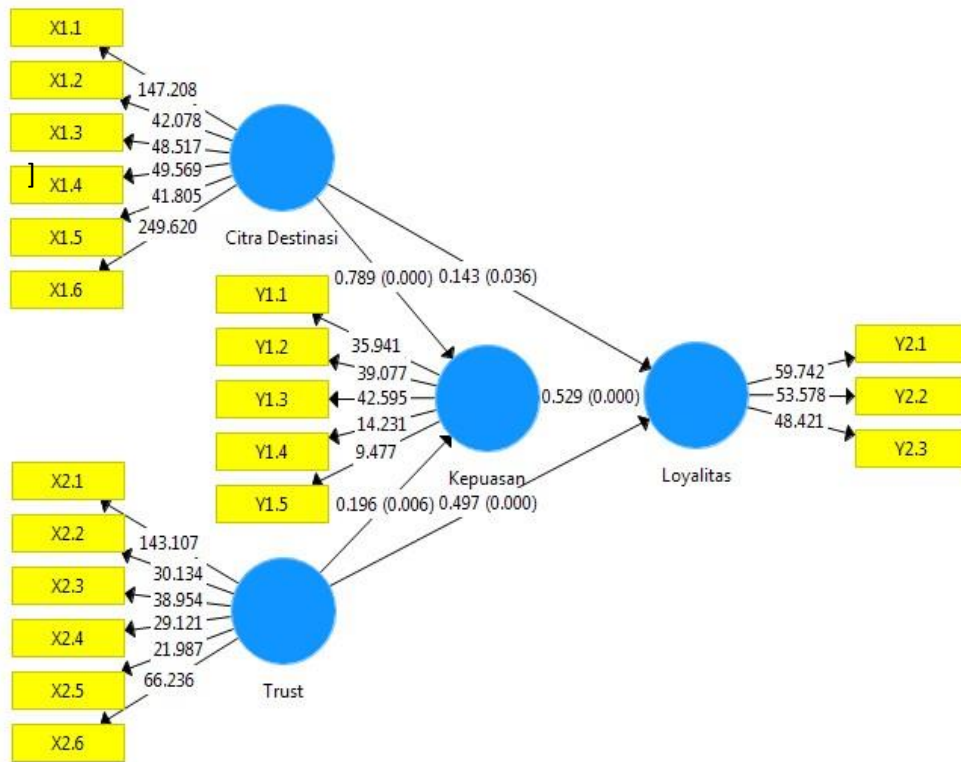 X1.1
X1.2
X1.3
]
X1.4
X1.5
X1.6
147.208
42.078
48.517
49.569
41.805
249.620
Citra Destinasi
0.789 (0.000)
0.143 (0.036)
Y1.1
Y1.2
Y1.3
Y1.4
Y1.5
35.941
39.077
42.595
14.231
9.477
Kepuasan
0.529 (0.000)
Loyalitas
59.742
53.578
48.421
Y2.1
Y2.2
Y2.3
0.196 (0.006)
0.497 (0.000)
X2.1
X2.2
X2.3
X2.4
X2.5
X2.6
143.107
30.134
38.954
29.121
21.987
66.236
Trust